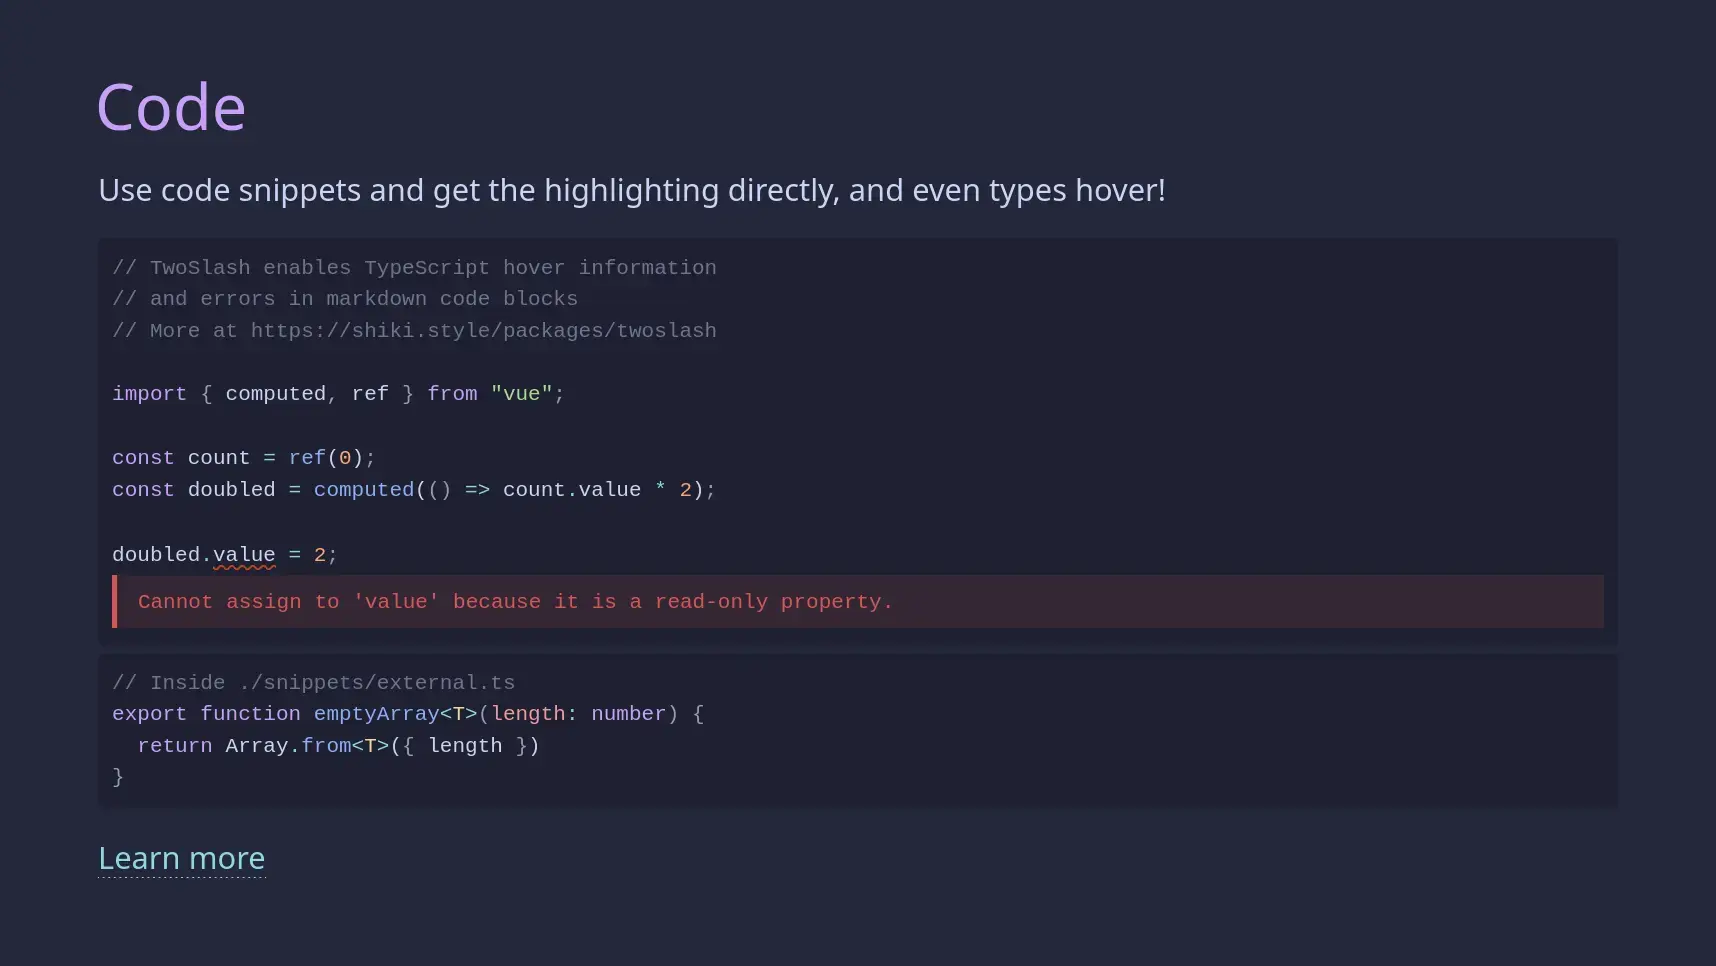 Code
Use code snippets and get the highlighting directly, and even types hover!
// TwoSlash enables TypeScript hover information
// and errors in markdown code blocks
// More at https://shiki.style/packages/twoslash
import { computed, ref } from "vue";
const count = ref(0);
const doubled = computed(() => count.value * 2);
doubled.value = 2;
Cannot assign to 'value' because it is a read-only property.
// Inside ./snippets/external.ts
export function emptyArray<T>(length: number) {
  return Array.from<T>({ length })
}
Learn more